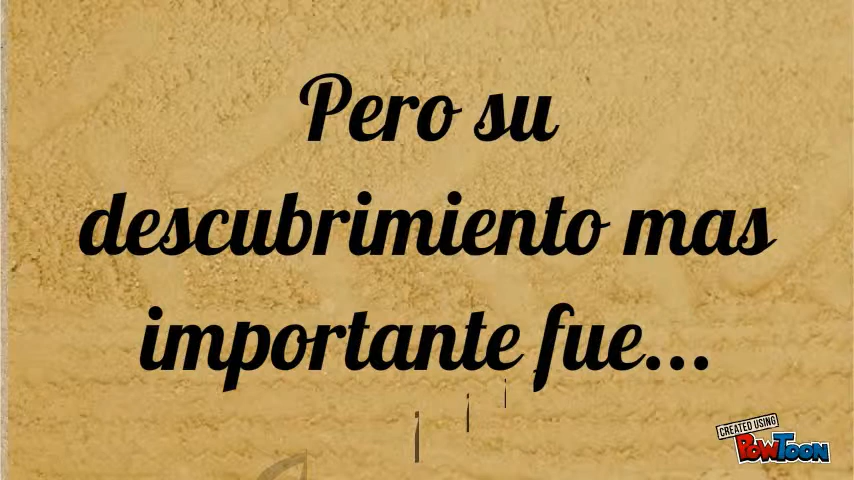 Pero su
descubrimiento mas
importante fue...
CREATED USING
POWTOON